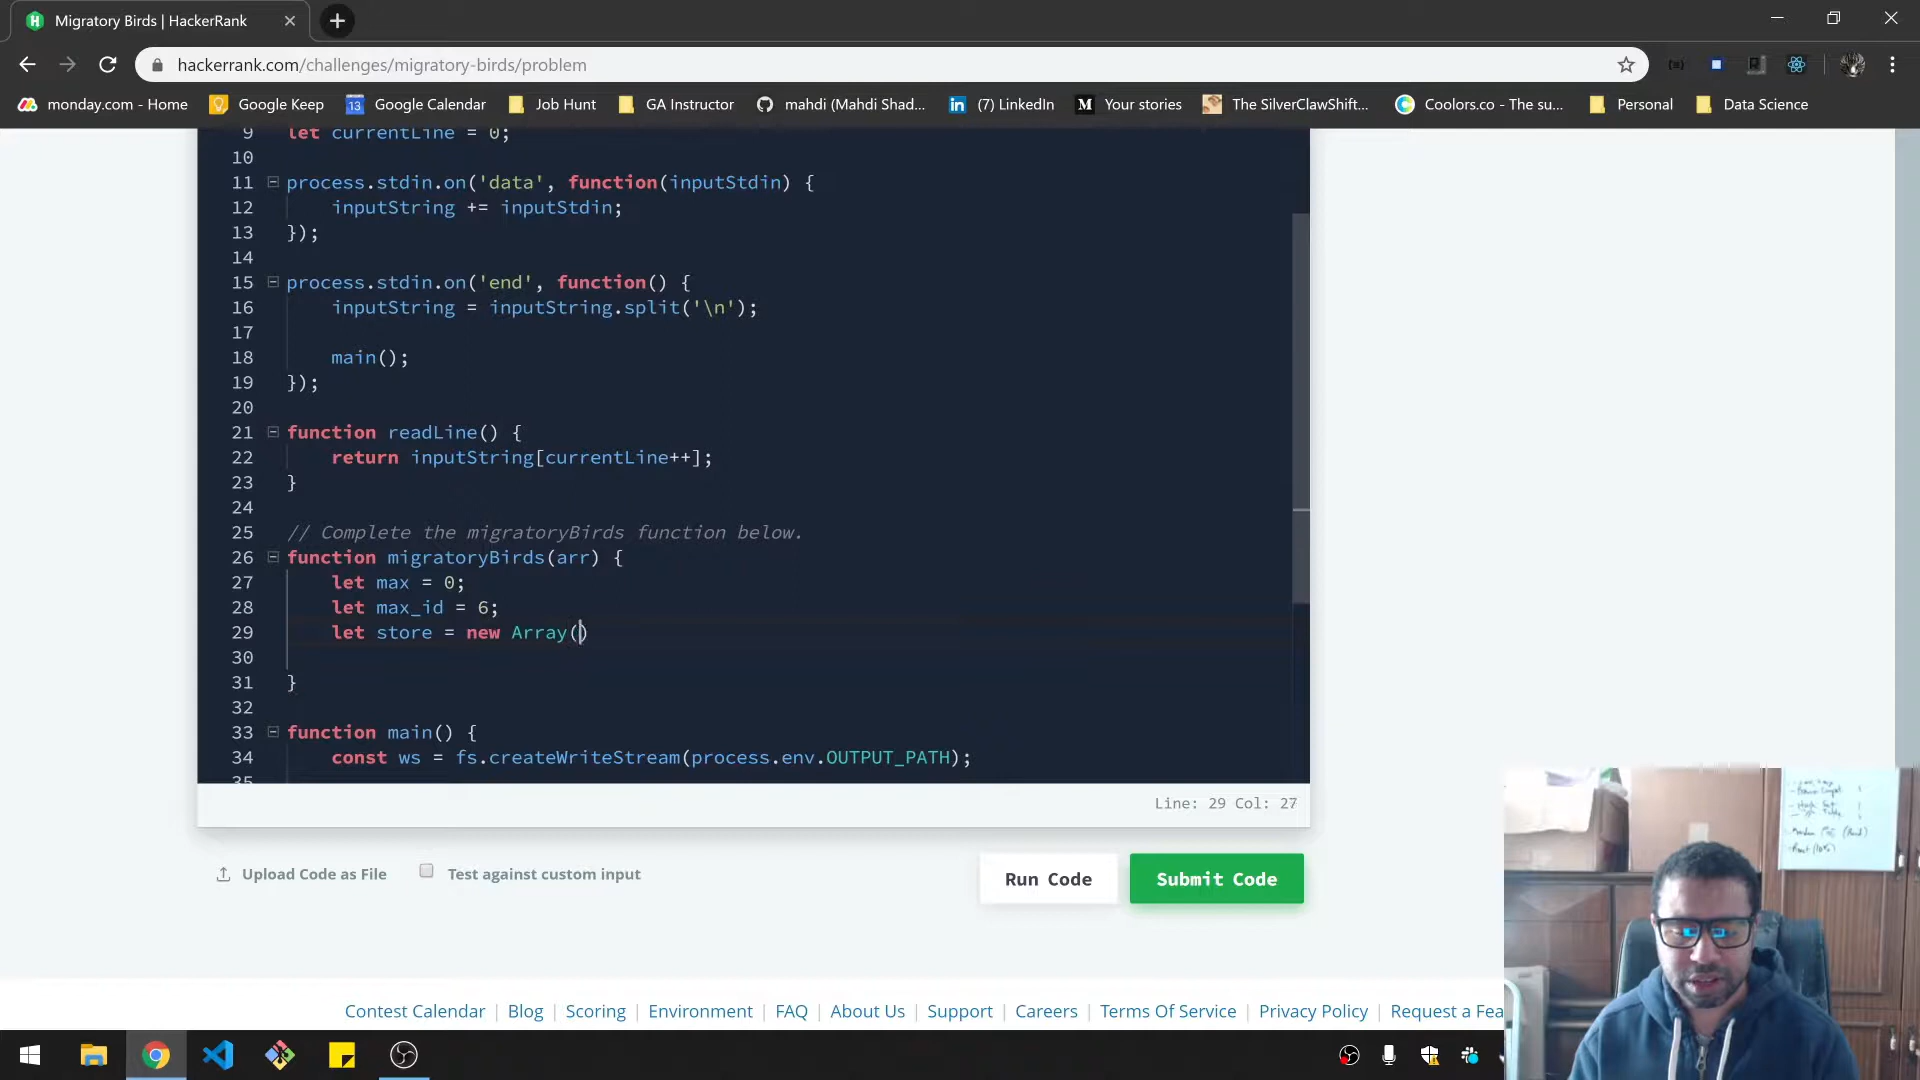 Migratory Birds | HackerRank
hackerrank.com/challenges/migratory-birds/problem
monday.com - Home Google Keep 13 Google Calendar Job Hunt GA Instructor mahdi (Mahdi Shad... (7) LinkedIn Your stories The SilverClawShift... Coolors.co - The su... Personal Data Science
9 let currentLine = 0;
10
11 process.stdin.on('data', function(inputStdin) {
12 inputString += inputStdin;
13 });
14
15 process.stdin.on('end', function() {
16 inputString = inputString.split('\n');
17
18 main();
19 });
20
21 function readLine() {
22 return inputString[currentLine++];
23 }
24
25 // Complete the migratoryBirds function below.
26 function migratoryBirds(arr) {
27 let max = 0;
28 let max_id = 6;
29 let store = new Array()
30
31 }
32
33 function main() {
34 const ws = fs.createWriteStream(process.env.OUTPUT_PATH);
35
Line: 29 Col: 27
Upload Code as File Test against custom input Run Code Submit Code
Contest Calendar | Blog | Scoring | Environment | FAQ | About Us | Support | Careers | Terms Of Service | Privacy Policy | Request a Fea